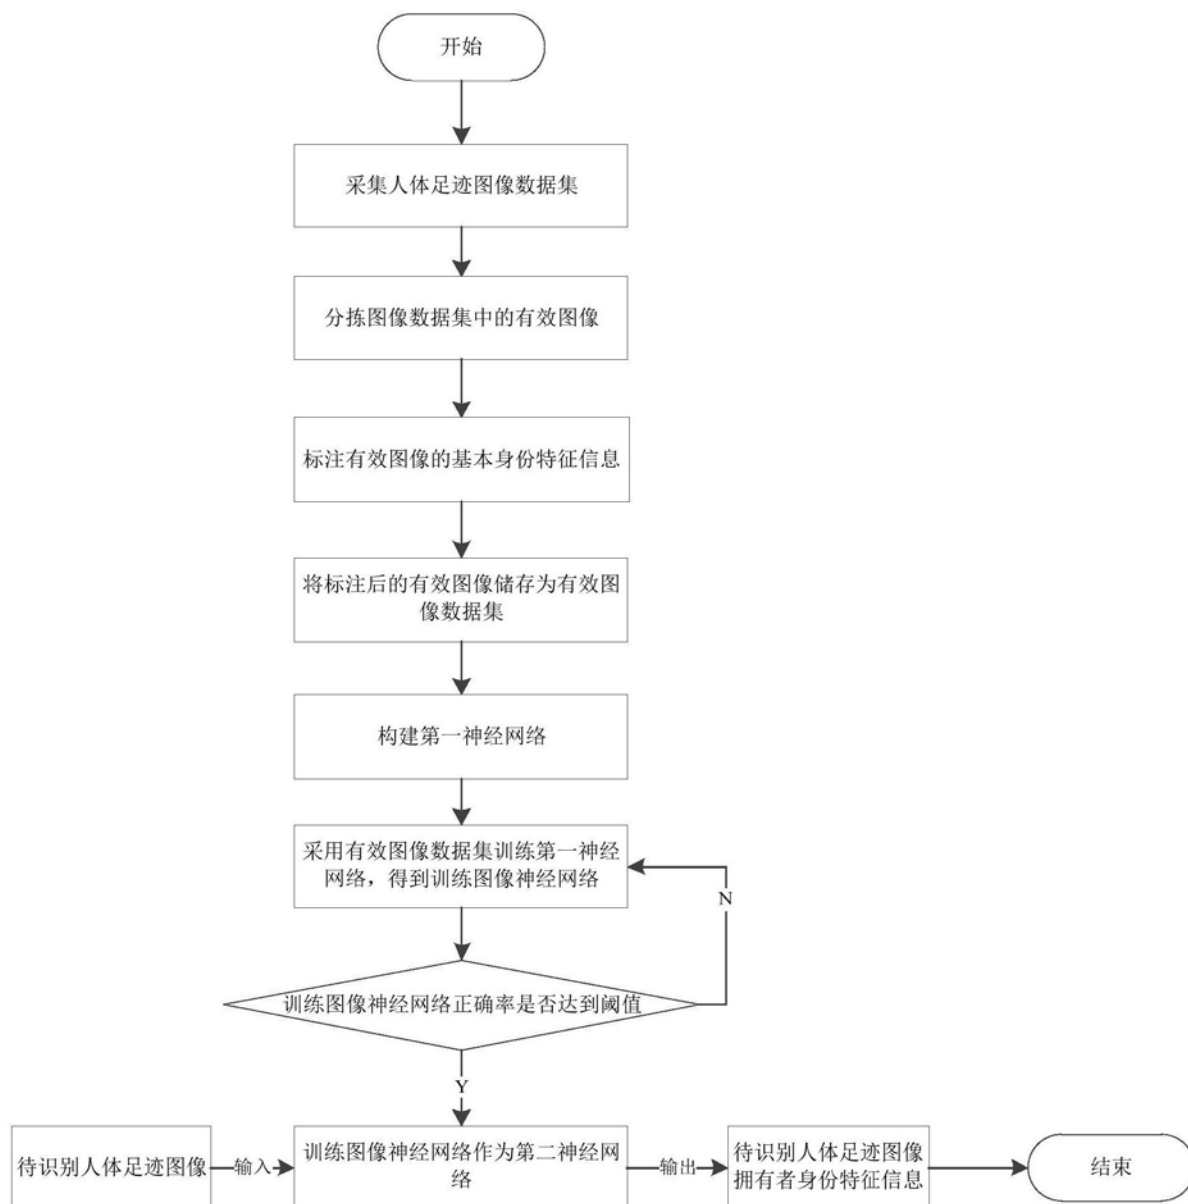 开始
采集人体足迹图像数据集
分拣图像数据集中的有效图像
标注有效图像的基本身份特征信息
将标注后的有效图像储存为有效图
像数据集
构建第一神经网络
采用有效图像数据集训练第一神经
网络，得到训练图像神经网络
N
训练图像神经网络正确率是否达到阈值
Y
待识别人体足迹图像
输入
训练图像神经网络作为第二神经网
络
输出
待识别人体足迹图像
拥有者身份特征信息
结束